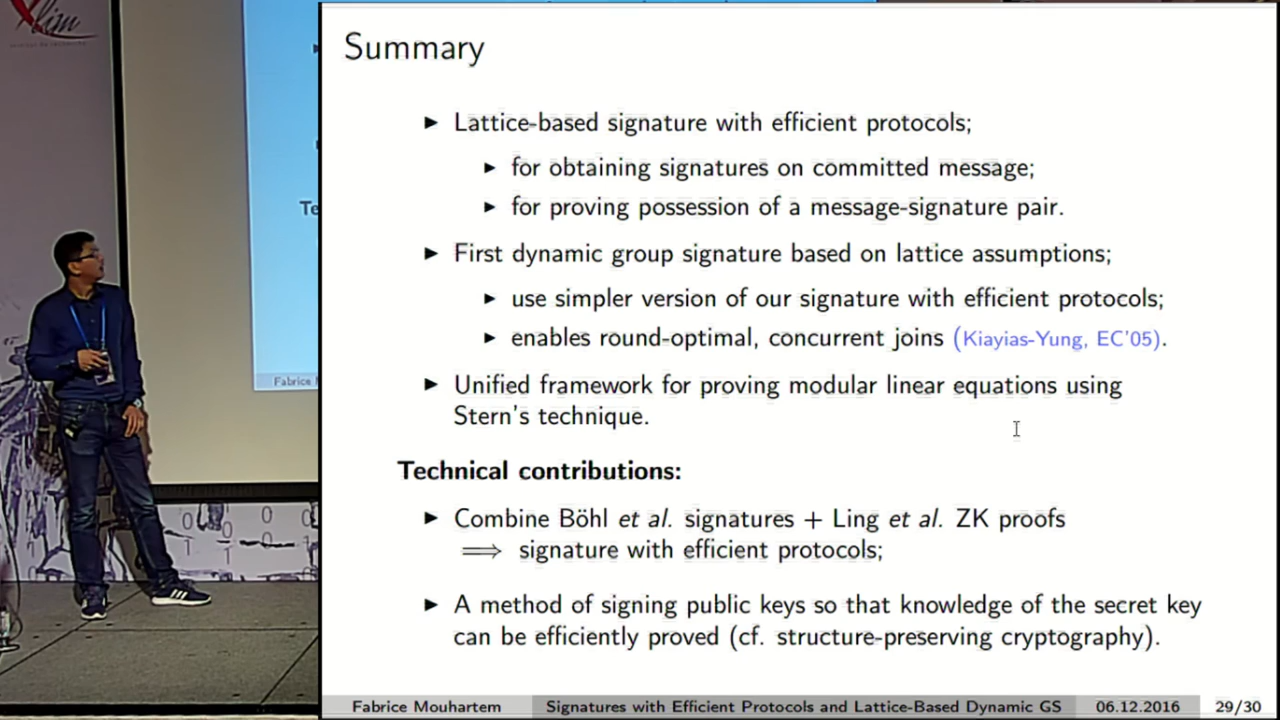 Summary
▶ Lattice-based signature with efficient protocols;
▶ for obtaining signatures on committed message;
▶ for proving possession of a message-signature pair.
▶ First dynamic group signature based on lattice assumptions;
▶ use simpler version of our signature with efficient protocols;
▶ enables round-optimal, concurrent joins (Kiayias-Yung, EC'05).
▶ Unified framework for proving modular linear equations using
Stern's technique.
Technical contributions:
▶ Combine Böhl et al. signatures + Ling et al. ZK proofs
⟹ signature with efficient protocols;
▶ A method of signing public keys so that knowledge of the secret key
can be efficiently proved (cf. structure-preserving cryptography).
Fabrice Mouhartem Signatures with Efficient Protocols and Lattice-Based Dynamic GS 06.12.2016 29/30
Te
Fabrice